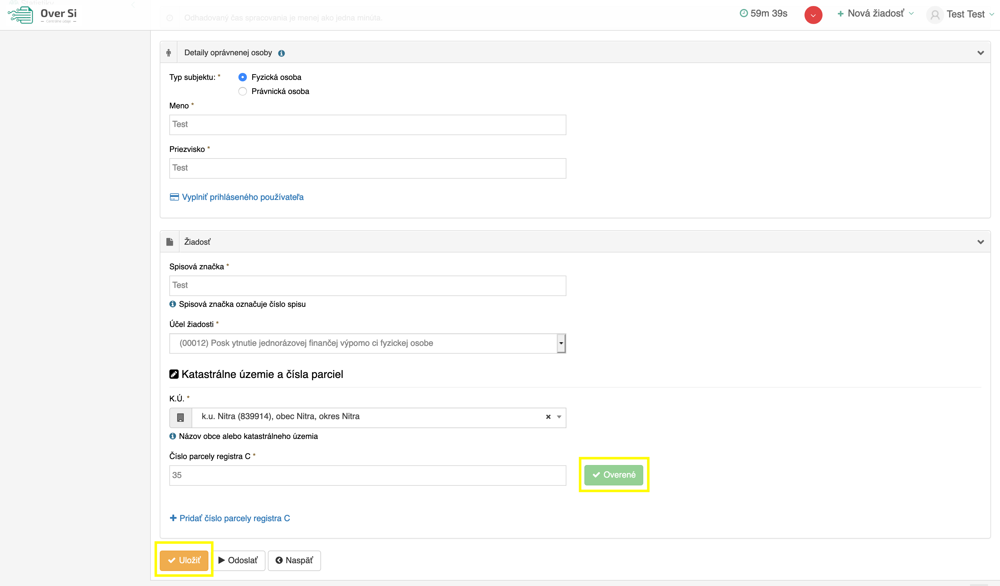 Statistiky
Over Si
Centrálne údaje
Odhadovaný čas spracovania je menej ako jedna minúta.
59m 39s
Nová žiadosť
Test Test
Detaily oprávnenej osoby
Typ subjektu: *
Fyzická osoba
Právnická osoba
Meno *
Test
Priezvisko *
Test
Vyplniť prihláseného používateľa
Žiadosť
Spisová značka *
Test
Spisová značka označuje číslo spisu
Účel žiadosti *
(00012) Posk ytnutie jednorázovej finančej výpomo ci fyzickej osobe
Katastrálne územie a čísla parciel
K.Ú. *
k.u. Nitra (839914), obec Nitra, okres Nitra
Názov obce alebo katastrálneho územia
Číslo parcely registra C *
35
Overené
Pridať číslo parcely registra C
Uložiť
Odoslať
Naspäť